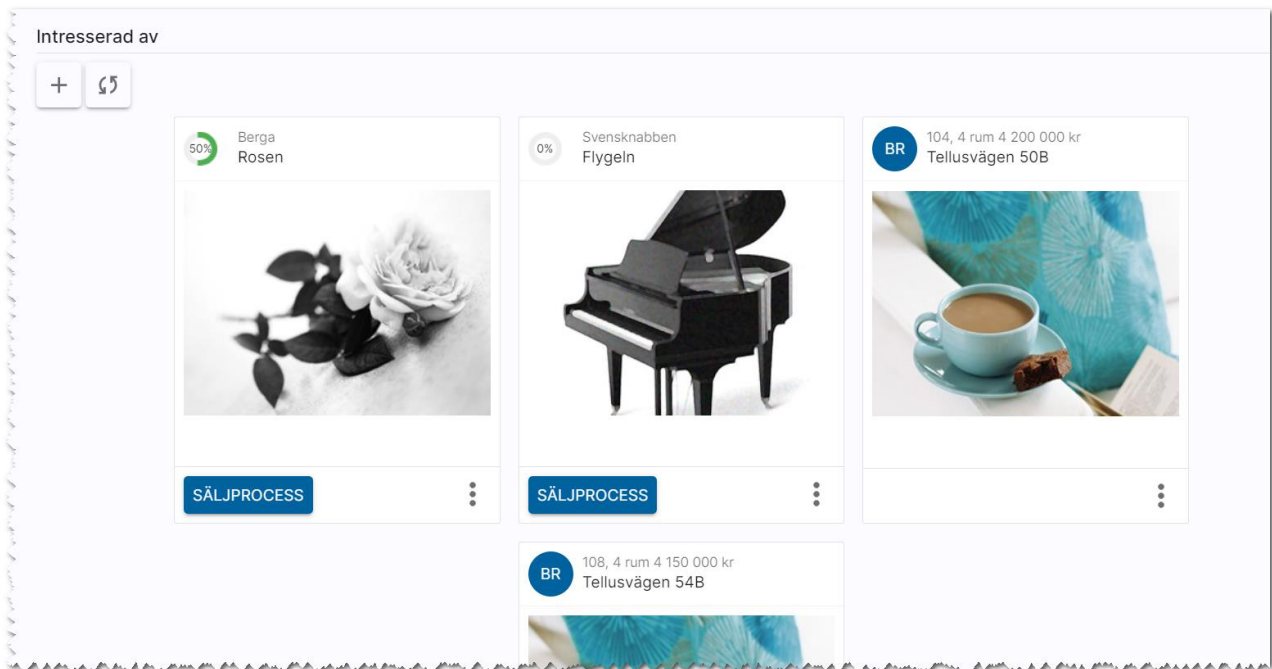 Intresserad av
50%
Berga
Rosen
0%
Svensknabben
Flygeln
BR
104, 4 rum 4 200 000 kr
Tellusvägen 50B
SÄLJPROCESS
SÄLJPROCESS
BR
108, 4 rum 4 150 000 kr
Tellusvägen 54B